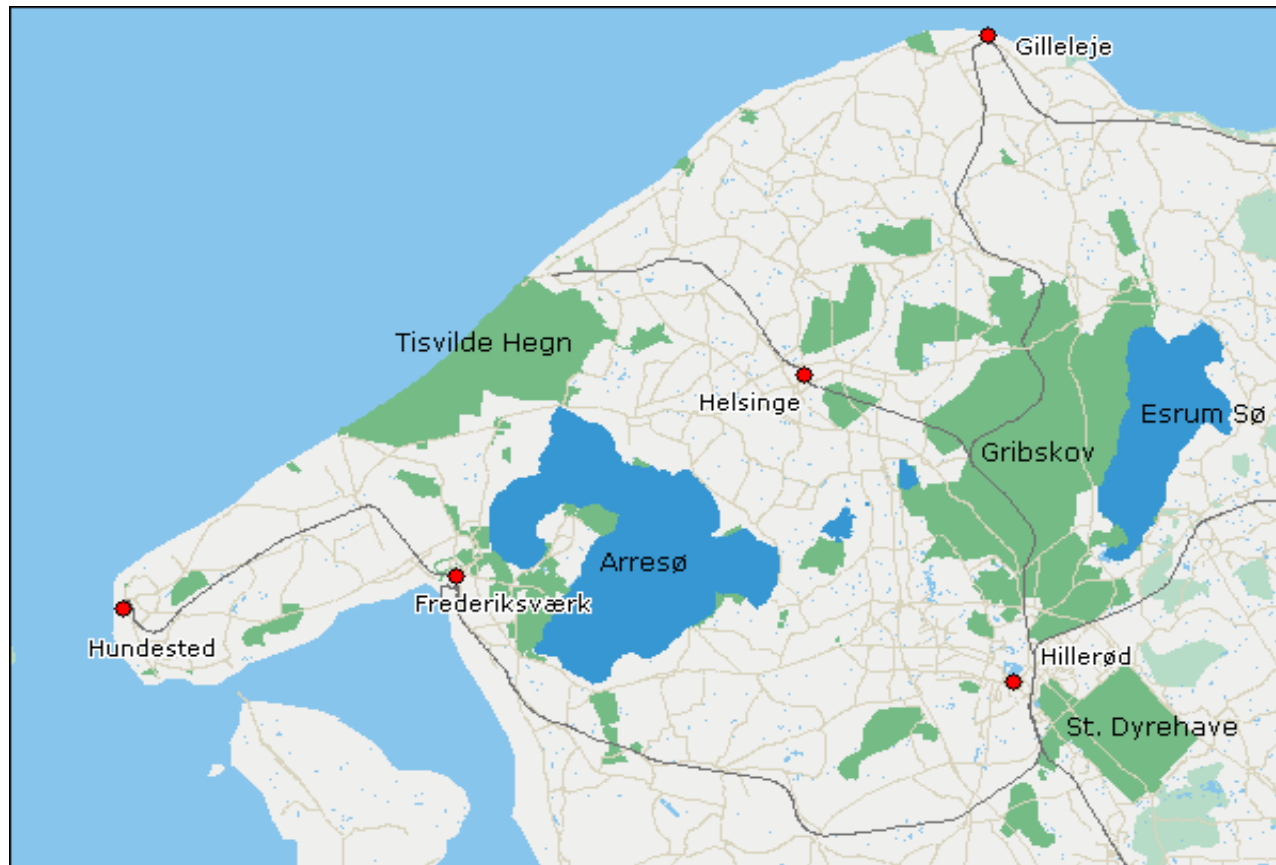 Gilleleje
Tisvilde Hegn
Helsinge
Esrum Sø
Gribskov
Arresø
Frederiksværk
Hundested
Hillerød
St. Dyrehave